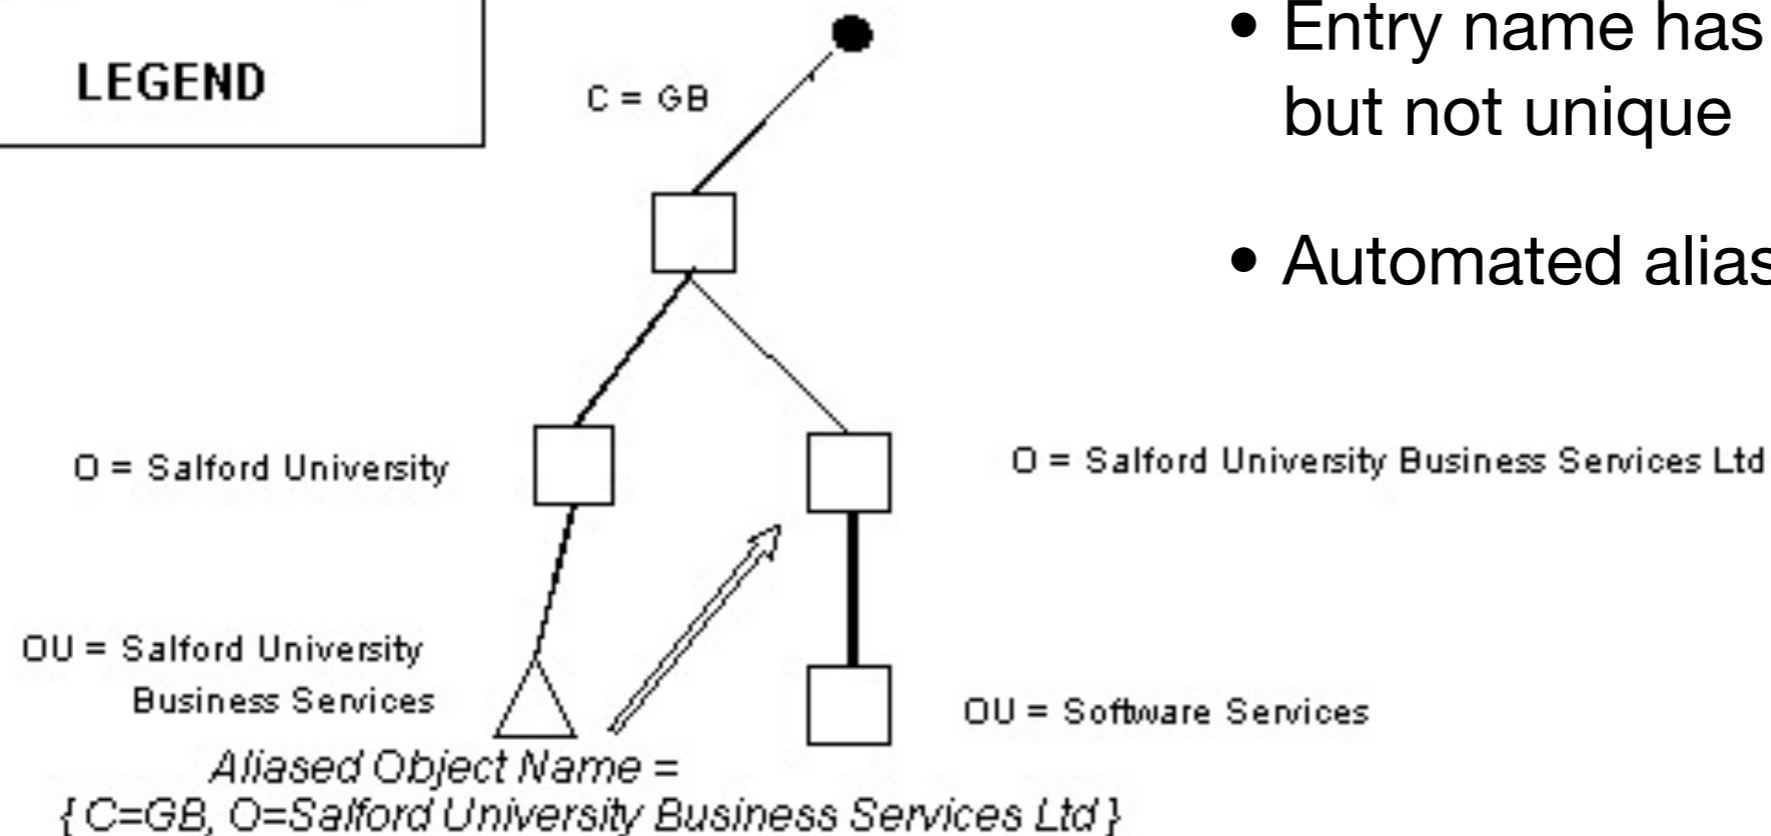 LEGEND
C = GB
O = Salford University
O = Salford University Business Services Ltd
OU = Salford University
Business Services
OU = Software Services
Aliased Object Name =
{ C=GB, O=Salford University Business Services Ltd }
• Entry name has
but not unique
• Automated alias